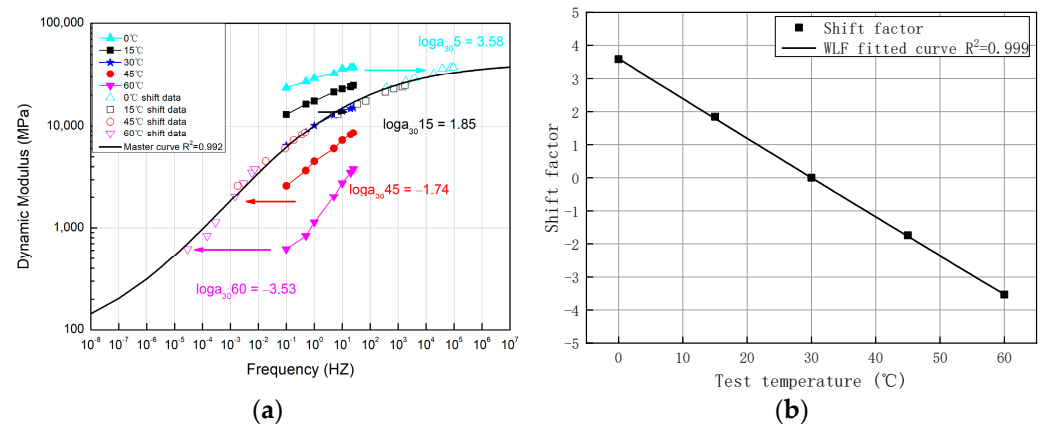 100,000
10,000
1,000
100
Dynamic Modulus (MPa)
0℃
15℃
30℃
45℃
60℃
0℃ shift data
15℃ shift data
45℃ shift data
60℃ shift data
Master curve R²=0.992
loga₃₀5 = 3.58
loga₃₀15 = 1.85
loga₃₀45 = −1.74
loga₃₀60 = −3.53
10⁻⁸ 10⁻⁷ 10⁻⁶ 10⁻⁵ 10⁻⁴ 10⁻³ 10⁻² 10⁻¹ 10⁰ 10¹ 10² 10³ 10⁴ 10⁵ 10⁶ 10⁷
Frequency (HZ)
(a)
5
4
3
2
1
0
-1
-2
-3
-4
-5
Shift factor
Shift factor
WLF fitted curve R²=0.999
0 10 20 30 40 50 60
Test temperature (℃)
(b)